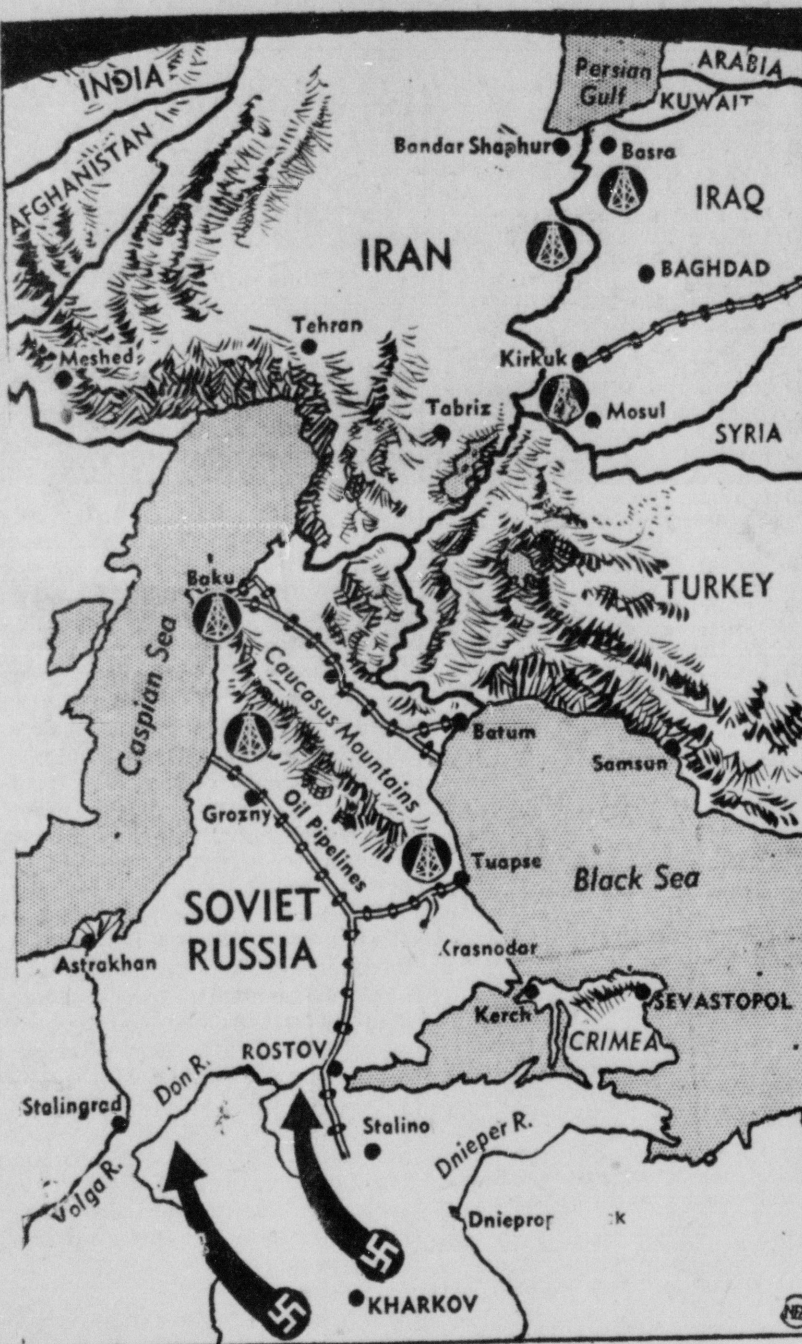 INDIA
Persian
Gulf
ARABIA
KUWAIT
AFGHANISTAN
Bandar Shaphur
Basra
IRAQ
IRAN
BAGHDAD
Tehran
Meshed
Kirkuk
Tabriz
Mosul
SYRIA
Baku
TURKEY
Caspian Sea
Caucasus Mountains
Batum
Samsun
Grozny
Oil Pipelines
Tuapse
Black Sea
SOVIET
RUSSIA
Astrakhan
Krasnodar
Kerch
SEVASTOPOL
CRIMEA
ROSTOV
Don R.
Stalingrad
Stalino
Dnieper R.
Volga R.
KHARKOV